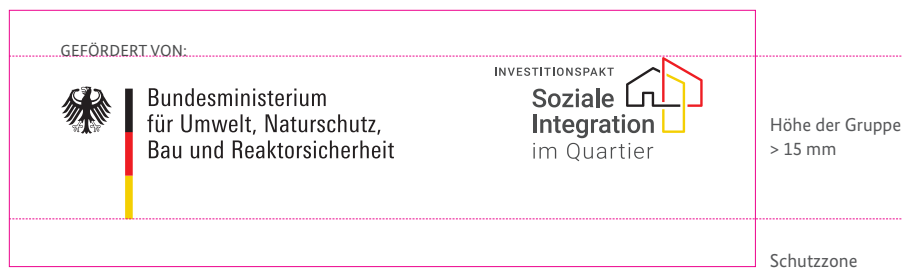 GEFÖRDERT VON:
Bundesministerium
für Umwelt, Naturschutz,
Bau und Reaktorsicherheit
INVESTITIONSPAKT
Soziale
Integration
im Quartier
Höhe der Gruppe
> 15 mm
Schutzzone